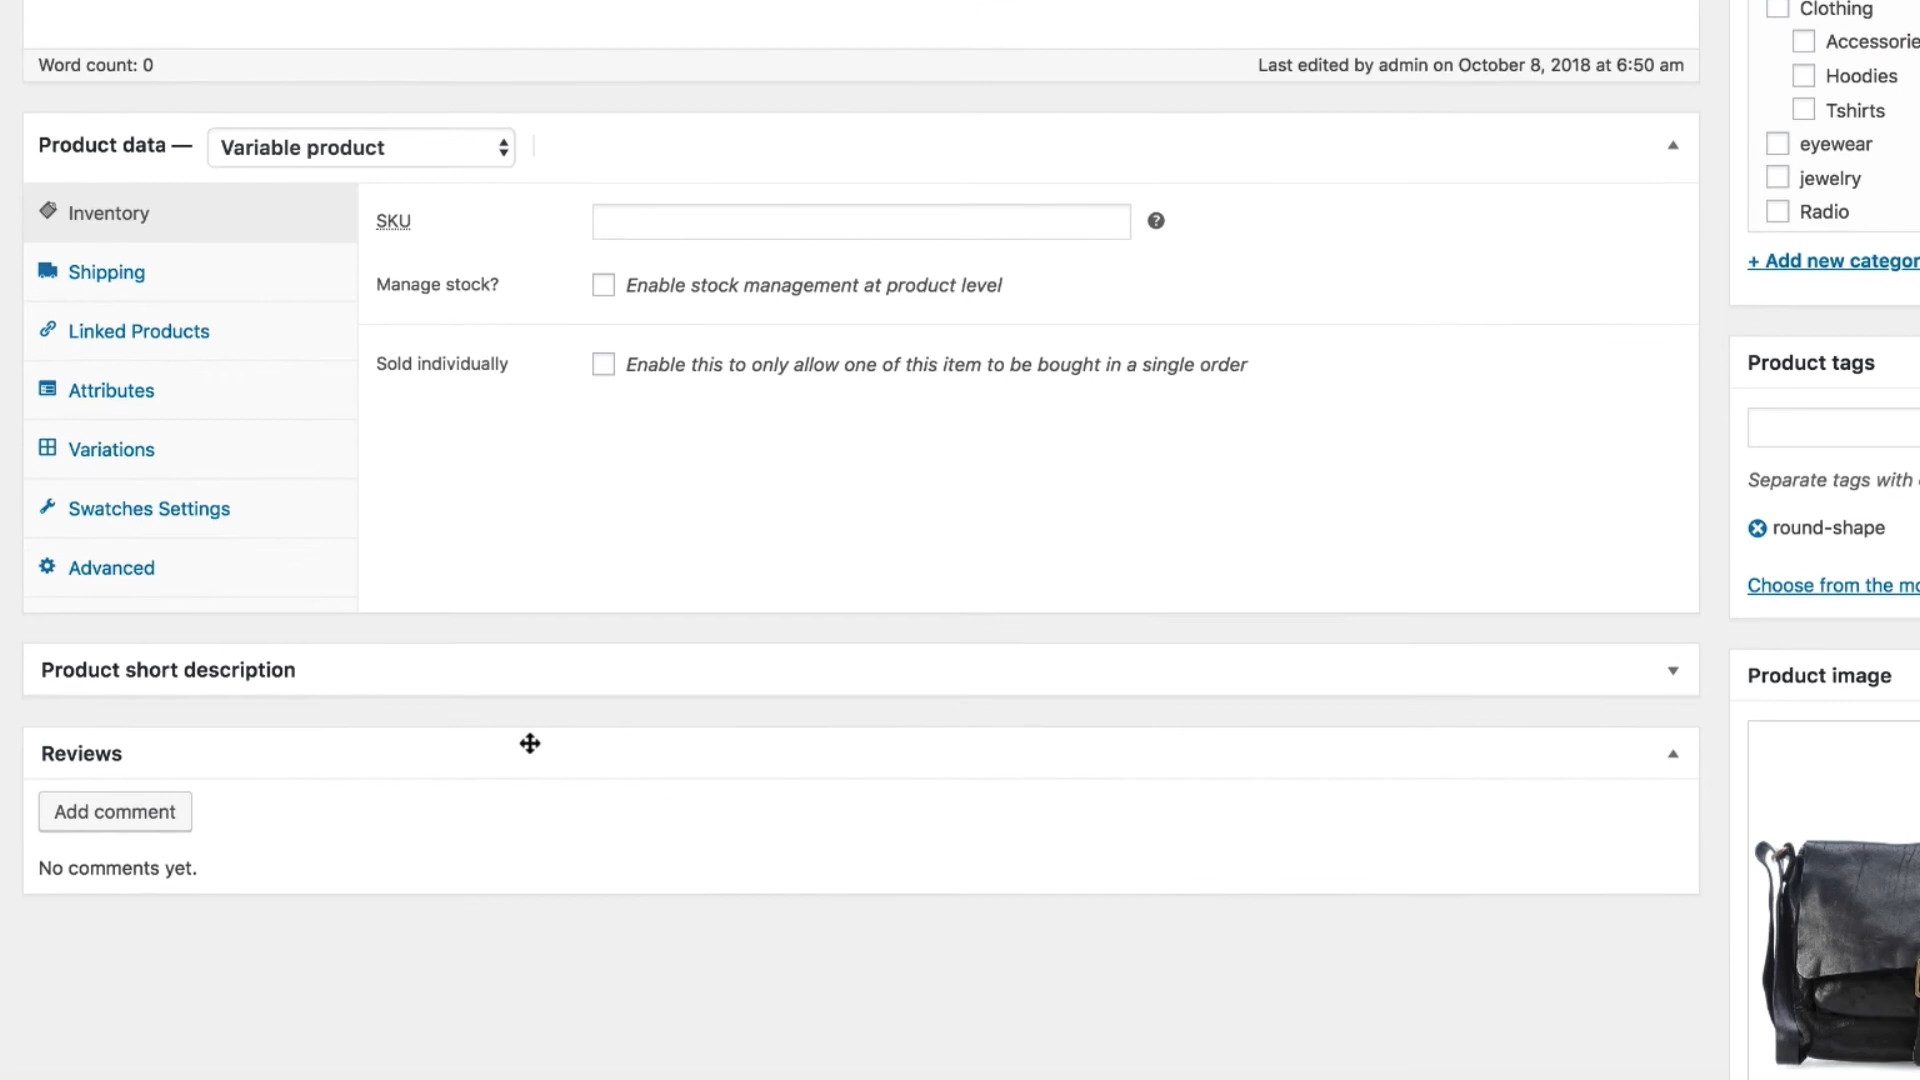 Word count: 0
Last edited by admin on October 8, 2018 at 6:50 am
Product data —
Variable product
Inventory
Shipping
Linked Products
Attributes
Variations
Swatches Settings
Advanced
SKU
Manage stock?
Enable stock management at product level
Sold individually
Enable this to only allow one of this item to be bought in a single order
Product short description
Reviews
Add comment
No comments yet.
Clothing
Accessorie
Hoodies
Tshirts
eyewear
jewelry
Radio
+ Add new categor
Product tags
Separate tags with
round-shape
Choose from the mo
Product image